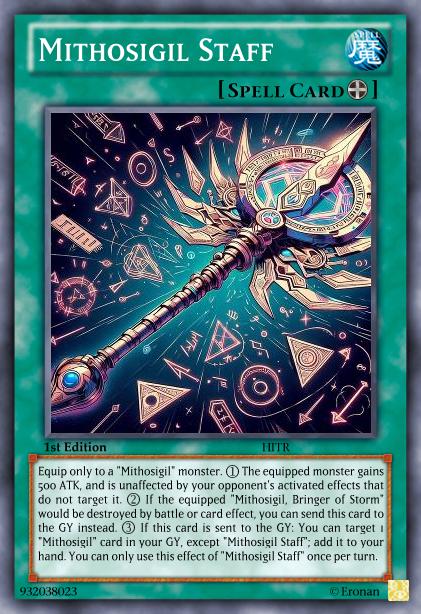 MITHOSIGIL STAFF
SPELL
魔
[SPELL CARD]
1st Edition HITR
Equip only to a "Mithosigil" monster. ① The equipped monster gains
500 ATK, and is unaffected by your opponent's activated effects that
do not target it. ② If the equipped "Mithosigil, Bringer of Storm"
would be destroyed by battle or card effect, you can send this card to
the GY instead. ③ If this card is sent to the GY: You can target 1
"Mithosigil" card in your GY, except "Mithosigil Staff"; add it to your
hand. You can only use this effect of "Mithosigil Staff" once per turn.
932038023 ©Eronan